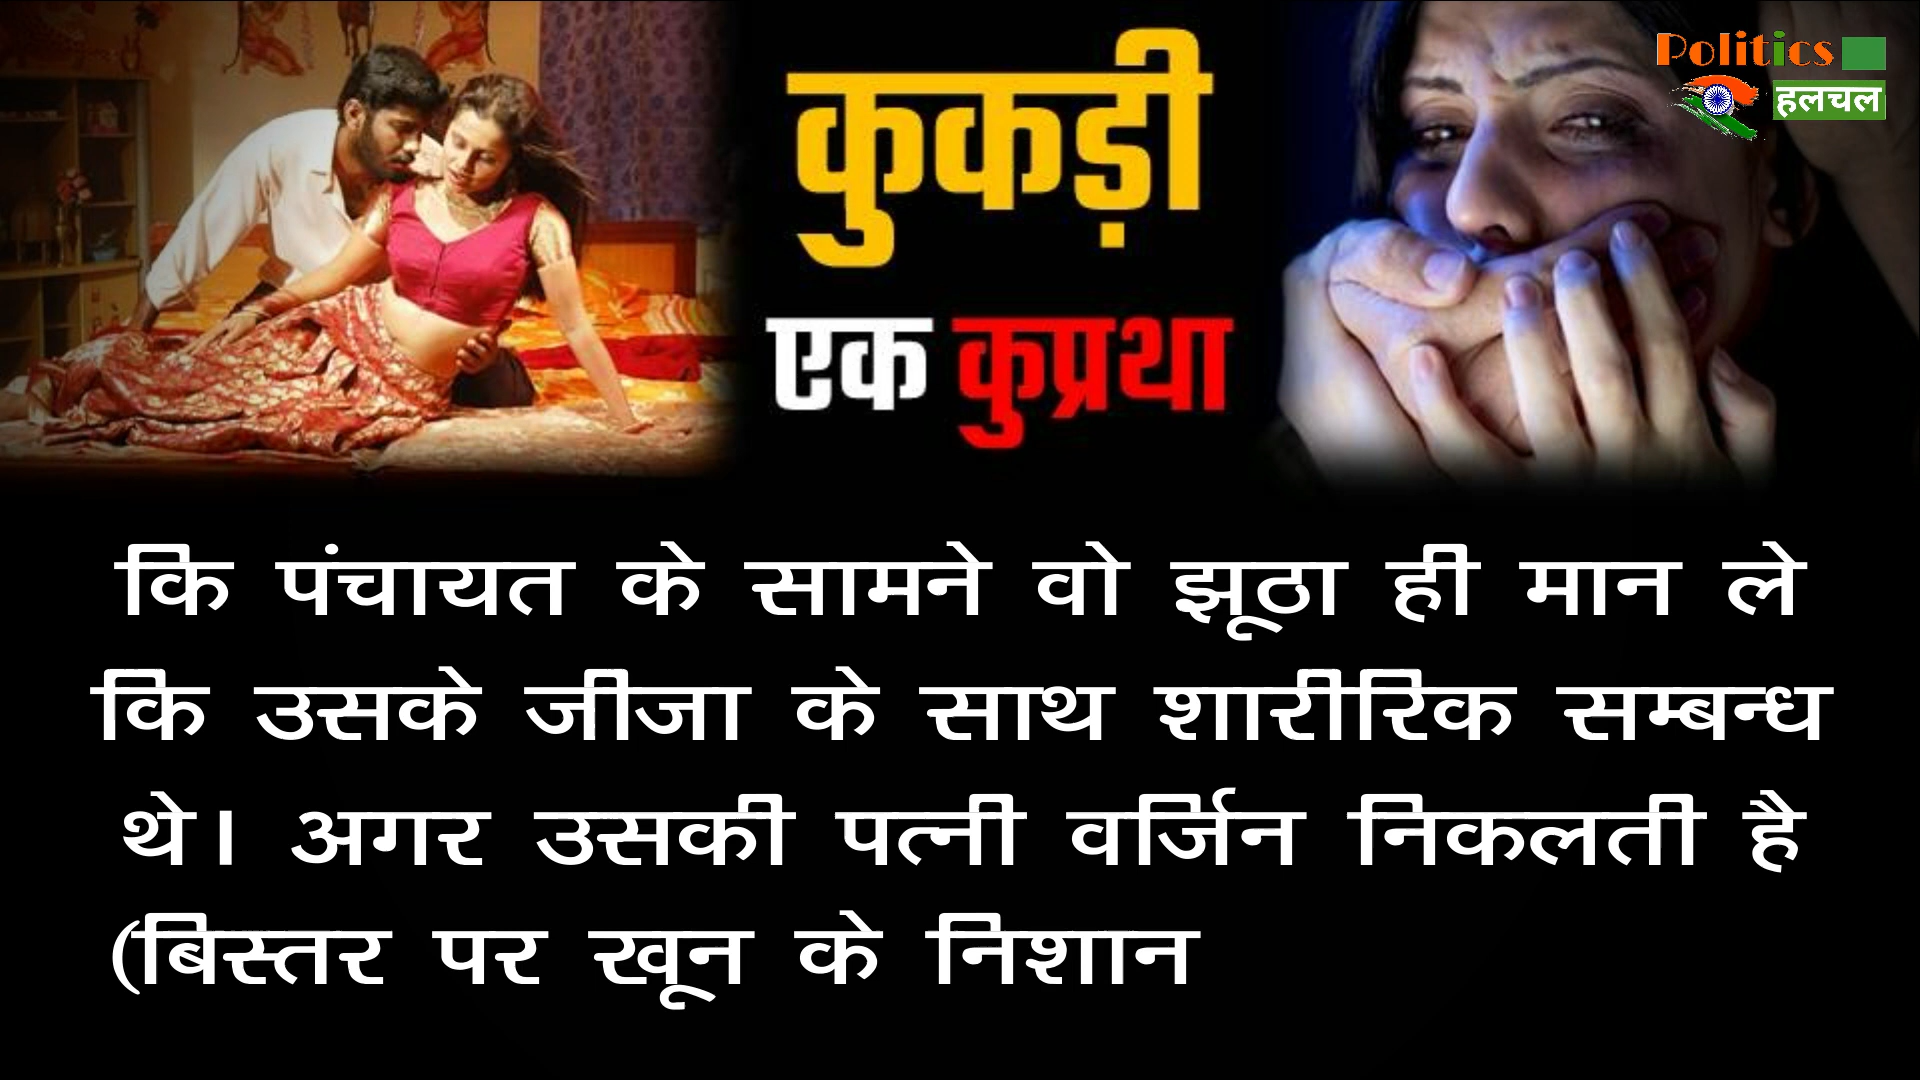 कुकड़ी
एक कुप्रथा
Politics
हलचल
कि पंचायत के सामने वो झूठा ही मान ले
कि उसके जीजा के साथ शारीरिक सम्बन्ध
थे। अगर उसकी पत्नी वर्जिन निकलती है
(बिस्तर पर खून के निशान